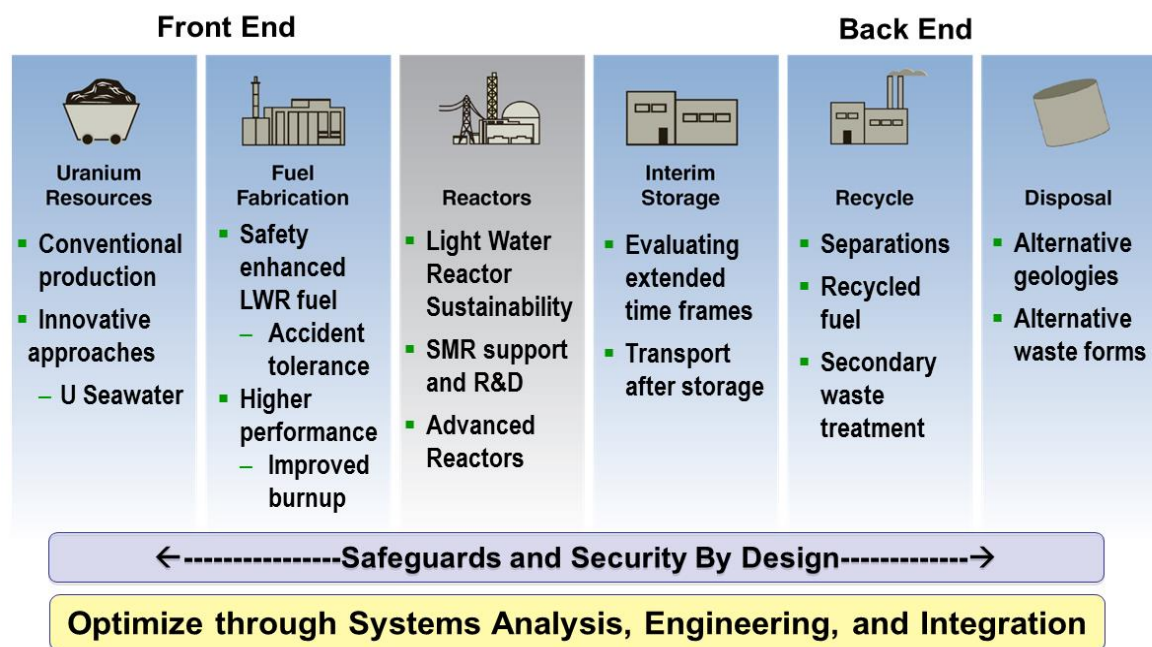 Front End
Back End
Uranium
Resources
▪ Conventional
production
▪ Innovative
approaches
– U Seawater
Fuel
Fabrication
▪ Safety
enhanced
LWR fuel
– Accident
tolerance
▪ Higher
performance
– Improved
burnup
Reactors
▪ Light Water
Reactor
Sustainability
▪ SMR support
and R&D
▪ Advanced
Reactors
Interim
Storage
▪ Evaluating
extended
time frames
▪ Transport
after storage
Recycle
▪ Separations
▪ Recycled
fuel
▪ Secondary
waste
treatment
Disposal
▪ Alternative
geologies
▪ Alternative
waste forms
←----------------Safeguards and Security By Design-------------→
Optimize through Systems Analysis, Engineering, and Integration